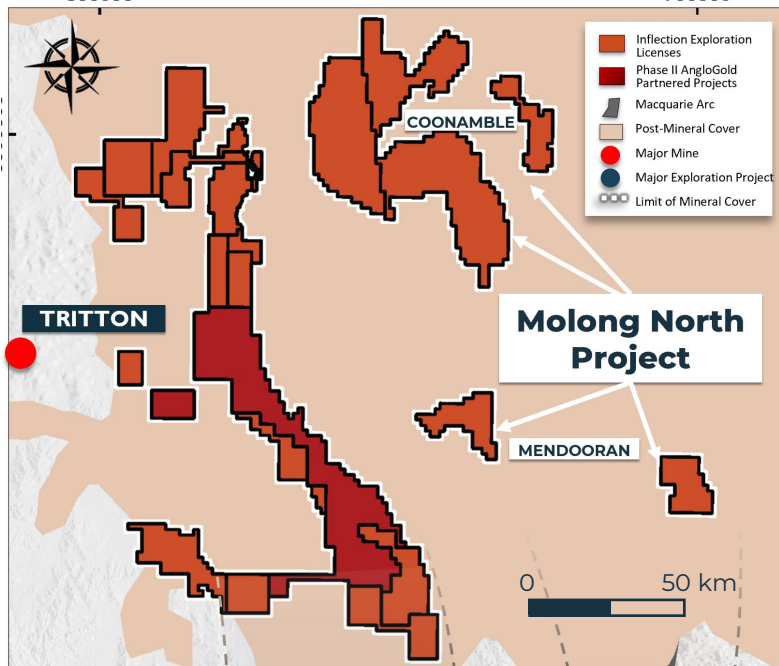 Inflection Exploration
Licenses
Phase II AngloGold
Partnered Projects
Macquarie Arc
Post-Mineral Cover
Major Mine
Major Exploration Project
Limit of Mineral Cover
COONAMBLE
TRITTON
Molong North
Project
MENDOORAN
0 50 km